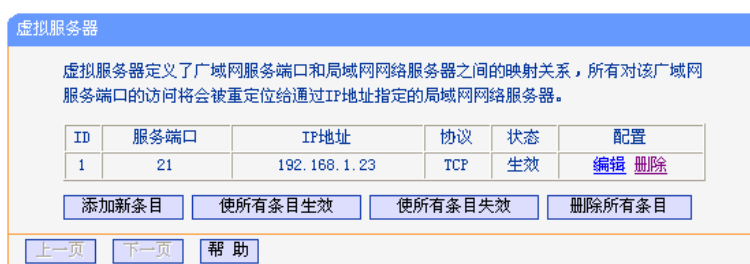 虚拟服务器
虚拟服务器定义了广域网服务端口和局域网网络服务器之间的映射关系，所有对该广域网
服务端口的访问将会被重定位给通过IP地址指定的局域网网络服务器。
ID 服务端口 IP地址 协议 状态 配置
1 21 192.168.1.23 TCP 生效 编辑 删除
添加新条目 使所有条目生效 使所有条目失效 删除所有条目
上一页 下一页 帮 助